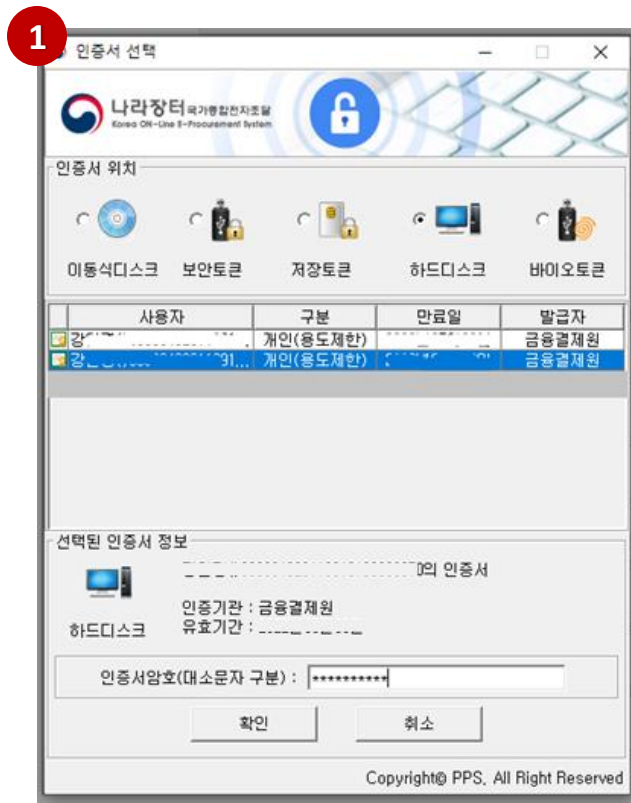 1
인증서 선택
나라장터 국가종합전자조달
Korea ON-Line E-Procurement System
인증서 위치
이동식디스크 보안토큰 저장토큰 하드디스크 바이오토큰
사용자 구분 만료일 발급자
강 개인(용도제한) 금융결제원
강 91... 개인(용도제한) 금융결제원
선택된 인증서 정보
의 인증서
인증기관 : 금융결제원
하드디스크 유효기간 :
인증서암호(대소문자 구분) : **********
확인 취소
Copyright© PPS, All Right Reserved